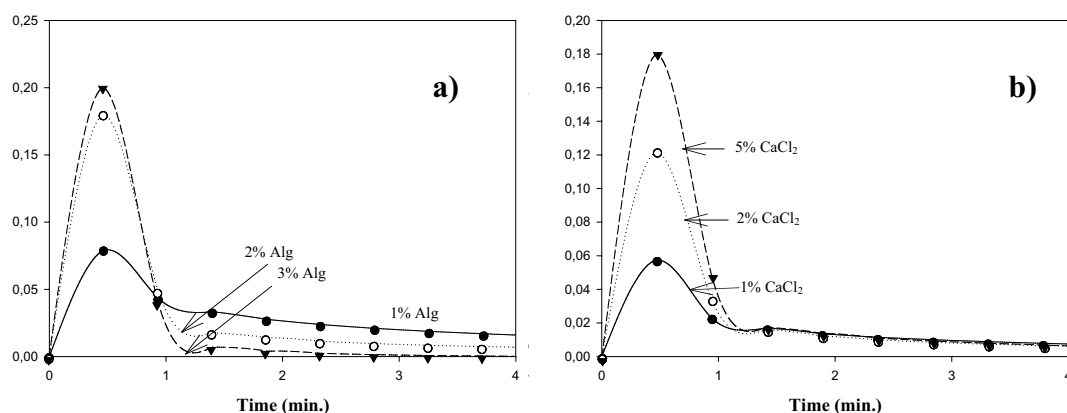 0,25
0,20
0,15
0,10
0,05
0,00
0 1 2 3 4
Time (min.)
a)
2% Alg
3% Alg
1% Alg
0,20
0,18
0,16
0,14
0,12
0,10
0,08
0,06
0,04
0,02
0,00
0 1 2 3 4
Time (min.)
b)
5% CaCl₂
2% CaCl₂
1% CaCl₂